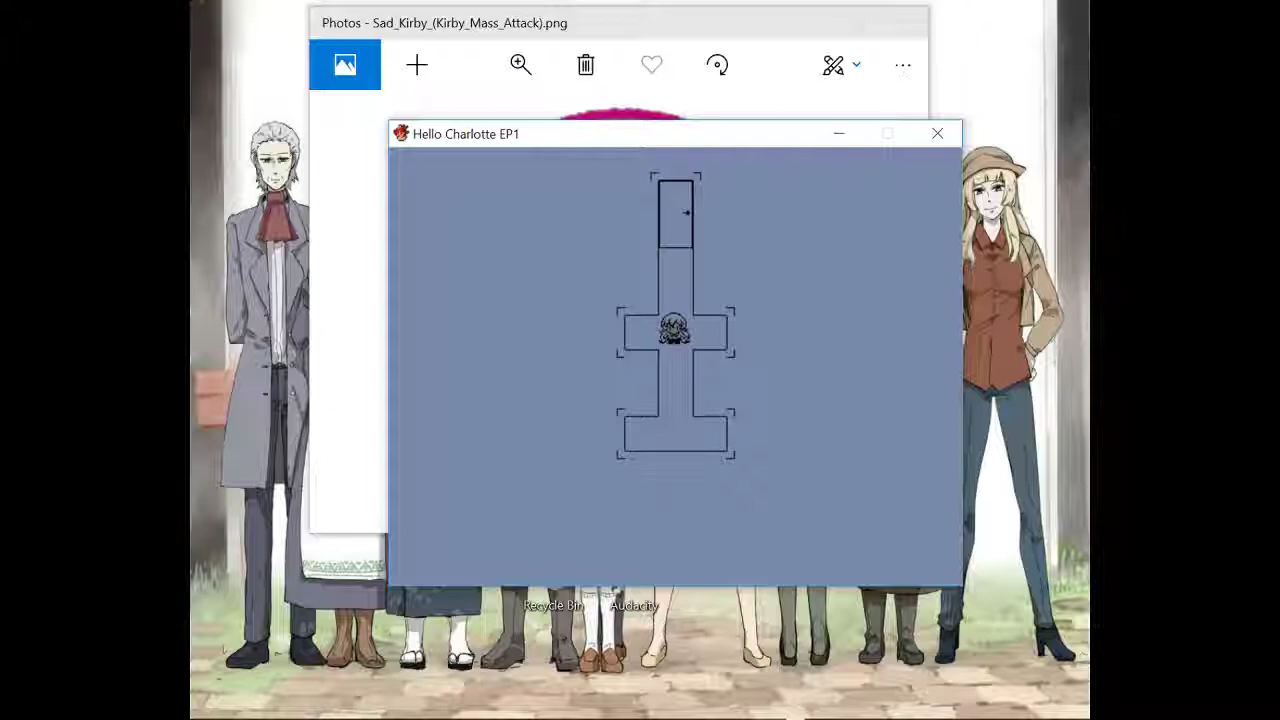 Photos - Sad_Kirby_(Kirby_Mass_Attack).png
Hello Charlotte EP1
Recycle Bin
Audacity